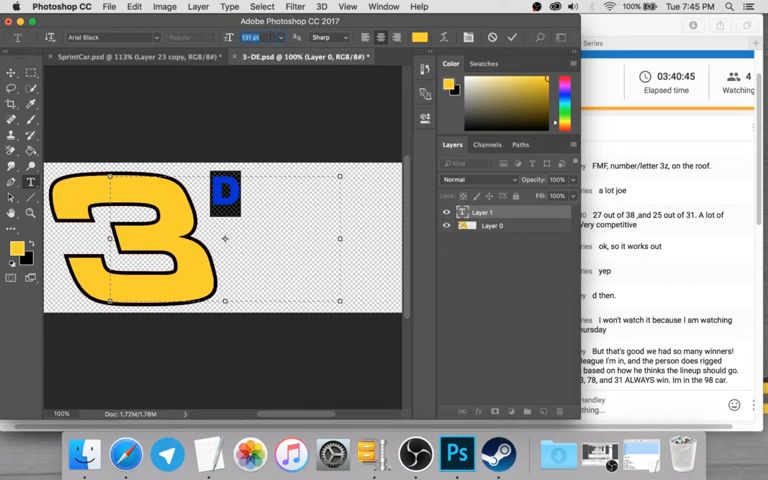 Photoshop CC File Edit Image Layer Type Select Filter 3D View Window Help 100% Tue 7:45 PM
Adobe Photoshop CC 2017
Arial Black Regular 131 pt Sharp
SprintCar.psd @ 113% (Layer 23 copy, RGB/8#) *
3-DE.psd @ 100% (Layer 0, RGB/8#) *
3
D
100% Doc: 1.72M/1.78M
Color Swatches
Layers Channels Paths
Kind
Normal Opacity: 100%
Lock: Fill: 100%
Layer 1
Layer 0
Series
03:40:45
Elapsed time
4
Watching
FMF, number/letter 3z, on the roof.
a lot joe
27 out of 38 ,and 25 out of 31. A lot of
Very competitive
ries ok, so it works out
yep
d then.
ries I won't watch it because I am watching
hursday
ey But that's good we had so many winners!
league I'm in, and the person does rigged
based on how he thinks the lineup should go.
3, 78, and 31 ALWAYS win. Im in the 98 car.
Handley
thing...
Ps